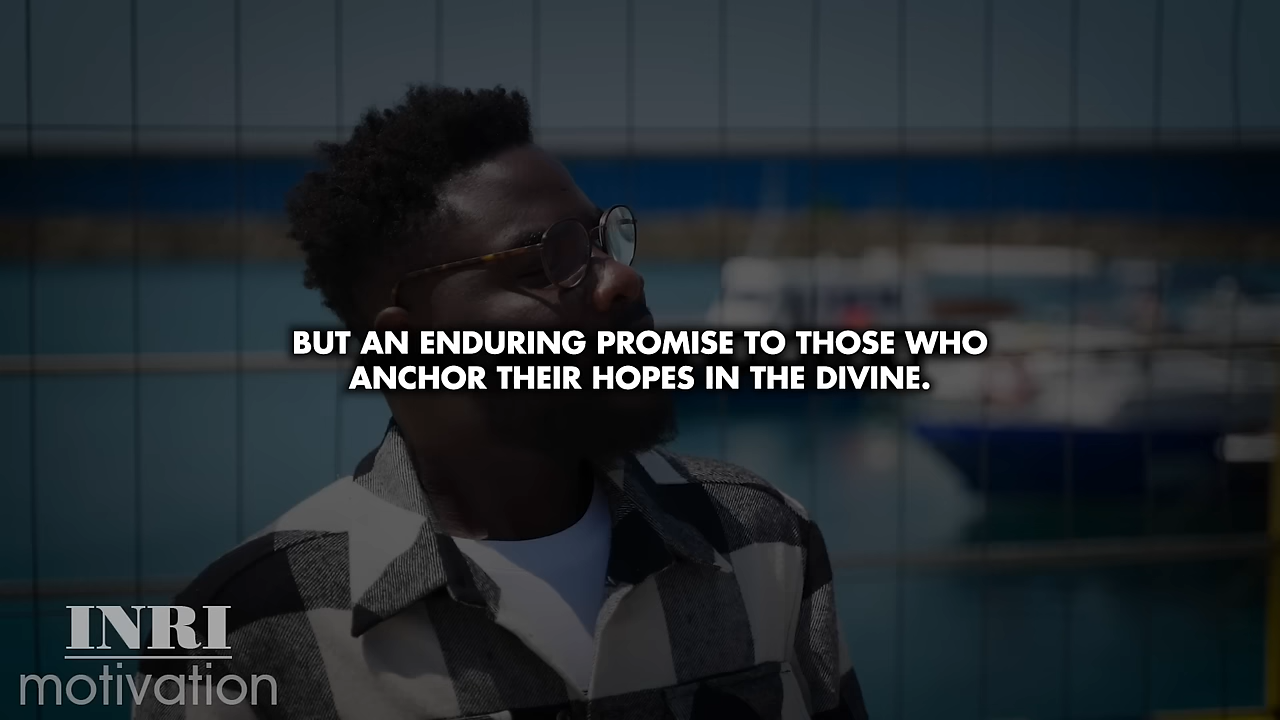 BUT AN ENDURING PROMISE TO THOSE WHO
ANCHOR THEIR HOPES IN THE DIVINE.
INRI
motivation